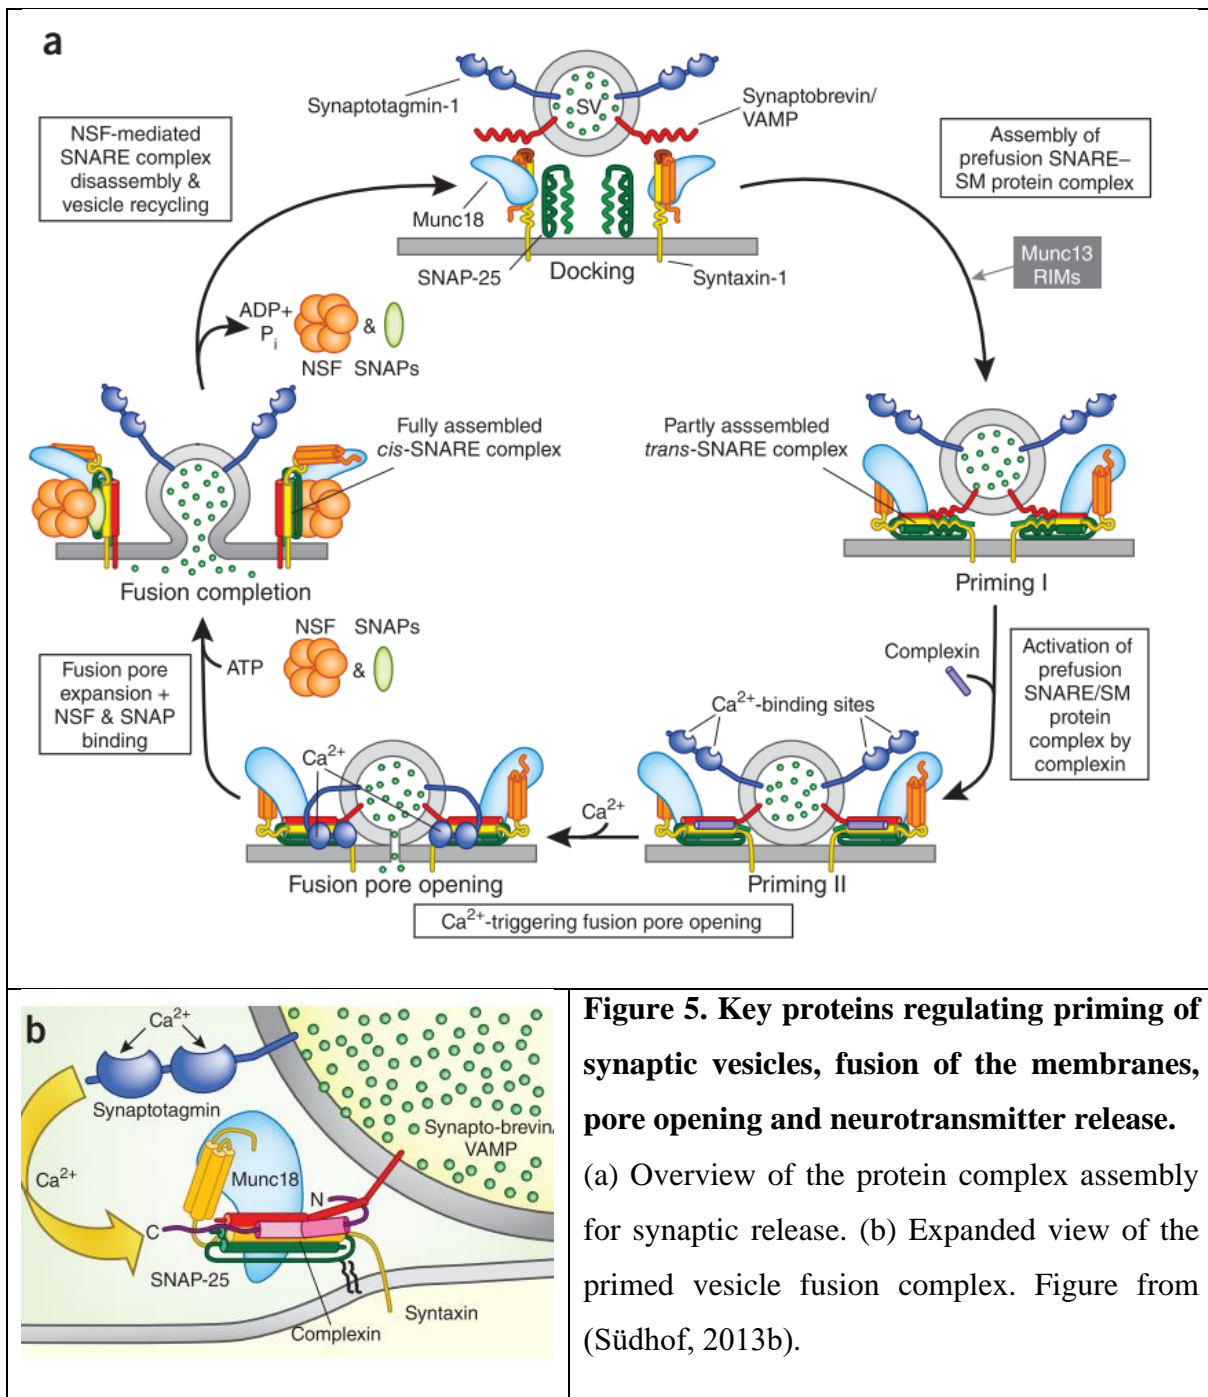 a
Synaptotagmin-1
SV
Synaptobrevin/
VAMP
NSF-mediated
SNARE complex
disassembly &
vesicle recycling
Assembly of
prefusion SNARE–
SM protein complex
Munc18
SNAP-25
Docking
Syntaxin-1
Munc13
RIMs
ADP+
Pi
&
NSF SNAPs
Fully assembled
cis-SNARE complex
Partly asssembled
trans-SNARE complex
Fusion completion
Priming I
NSF SNAPs
&
ATP
Fusion pore
expansion +
NSF & SNAP
binding
Complexin
Activation of
prefusion
SNARE/SM
protein
complex by
complexin
Ca2+-binding sites
Ca2+
Ca2+
Fusion pore opening
Priming II
Ca2+-triggering fusion pore opening
b
Ca2+
Synaptotagmin
Ca2+
Munc18
N
C
SNAP-25
Synapto-brevin/
VAMP
Complexin
Syntaxin
Figure 5. Key proteins regulating priming of
synaptic vesicles, fusion of the membranes,
pore opening and neurotransmitter release.
(a) Overview of the protein complex assembly
for synaptic release. (b) Expanded view of the
primed vesicle fusion complex. Figure from
(Südhof, 2013b).